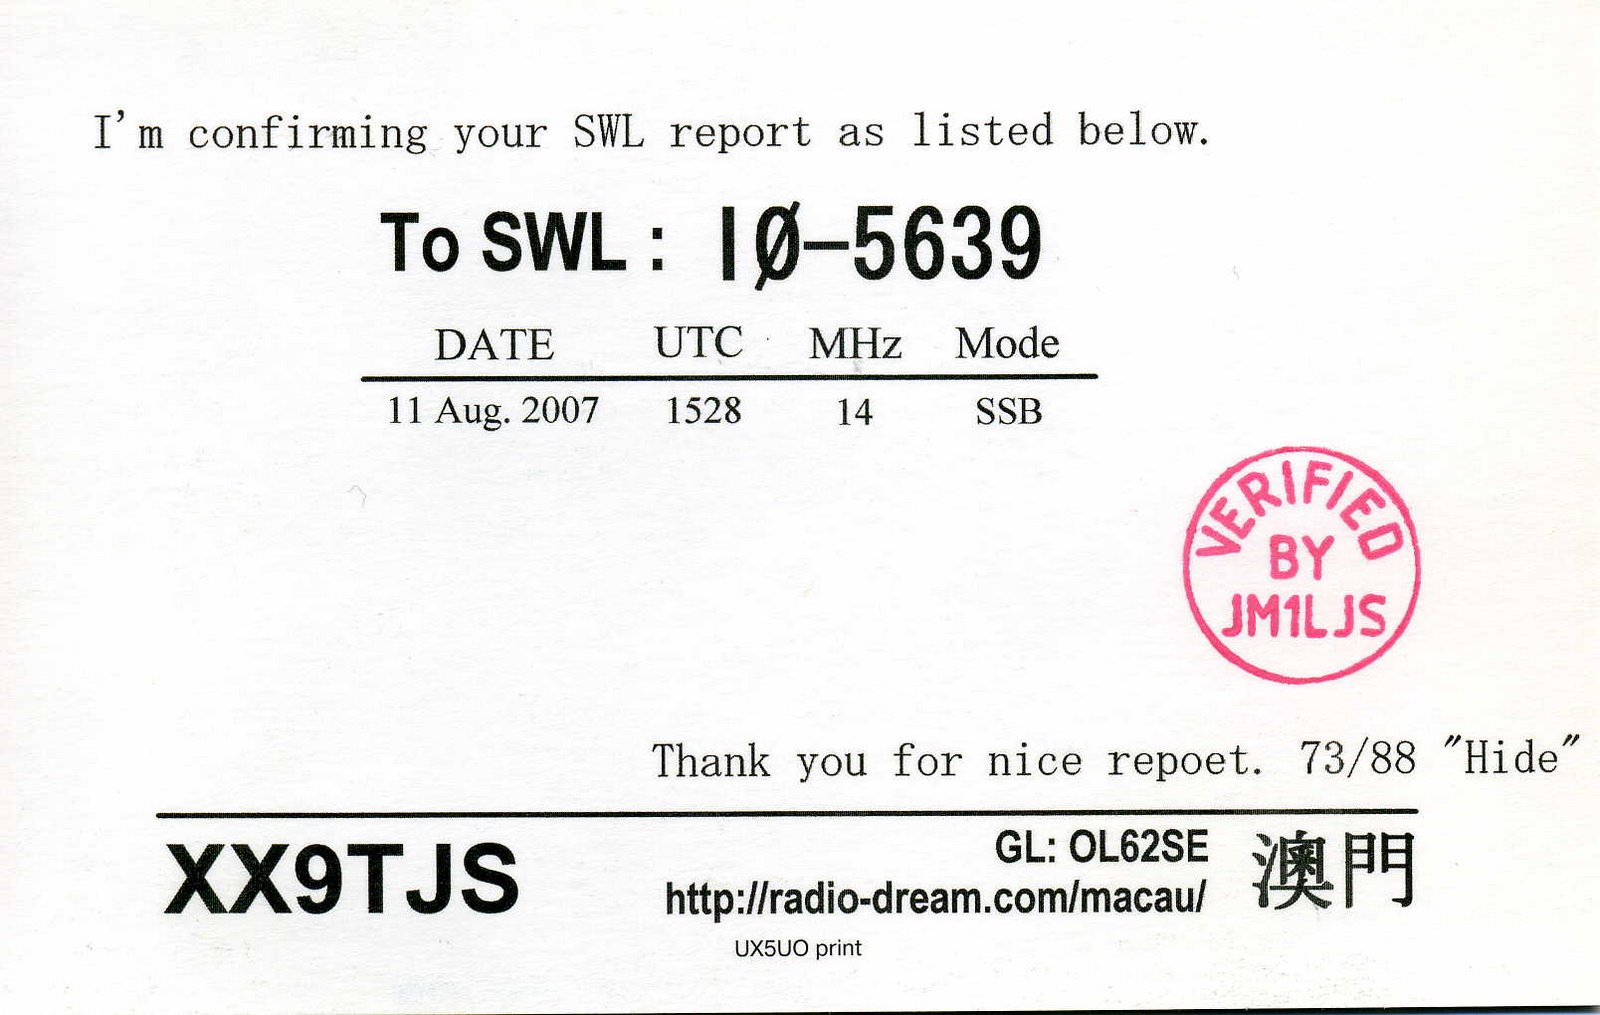 I'm confirming your SWL report as listed below.
To SWL : IØ-5639
DATE UTC MHz Mode
11 Aug. 2007 1528 14 SSB
VERIFIED
BY
JM1LJS
Thank you for nice repoet. 73/88 "Hide"
XX9TJS
GL: OL62SE
http://radio-dream.com/macau/
澳門
UX5UO print